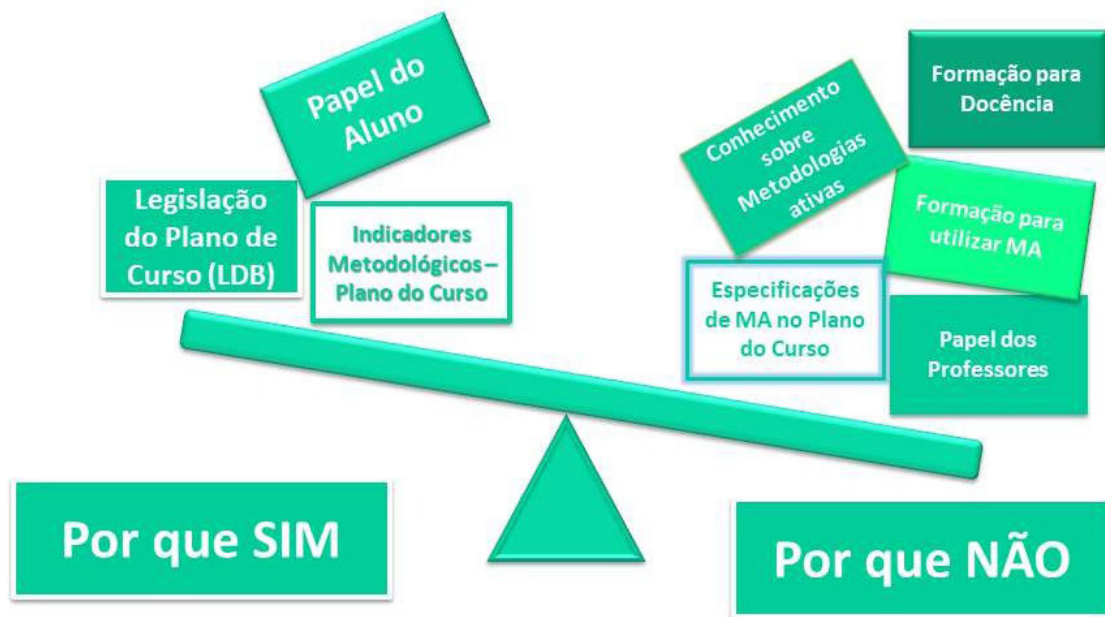 Papel do
Aluno
Legislação
do Plano de
Curso (LDB)
Indicadores
Metodológicos –
Plano do Curso
Formação para
Docência
Conhecimento
sobre
Metodologias
ativas
Formação para
utilizar MA
Especificações
de MA no Plano
do Curso
Papel dos
Professores
Por que SIM
Por que NÃO